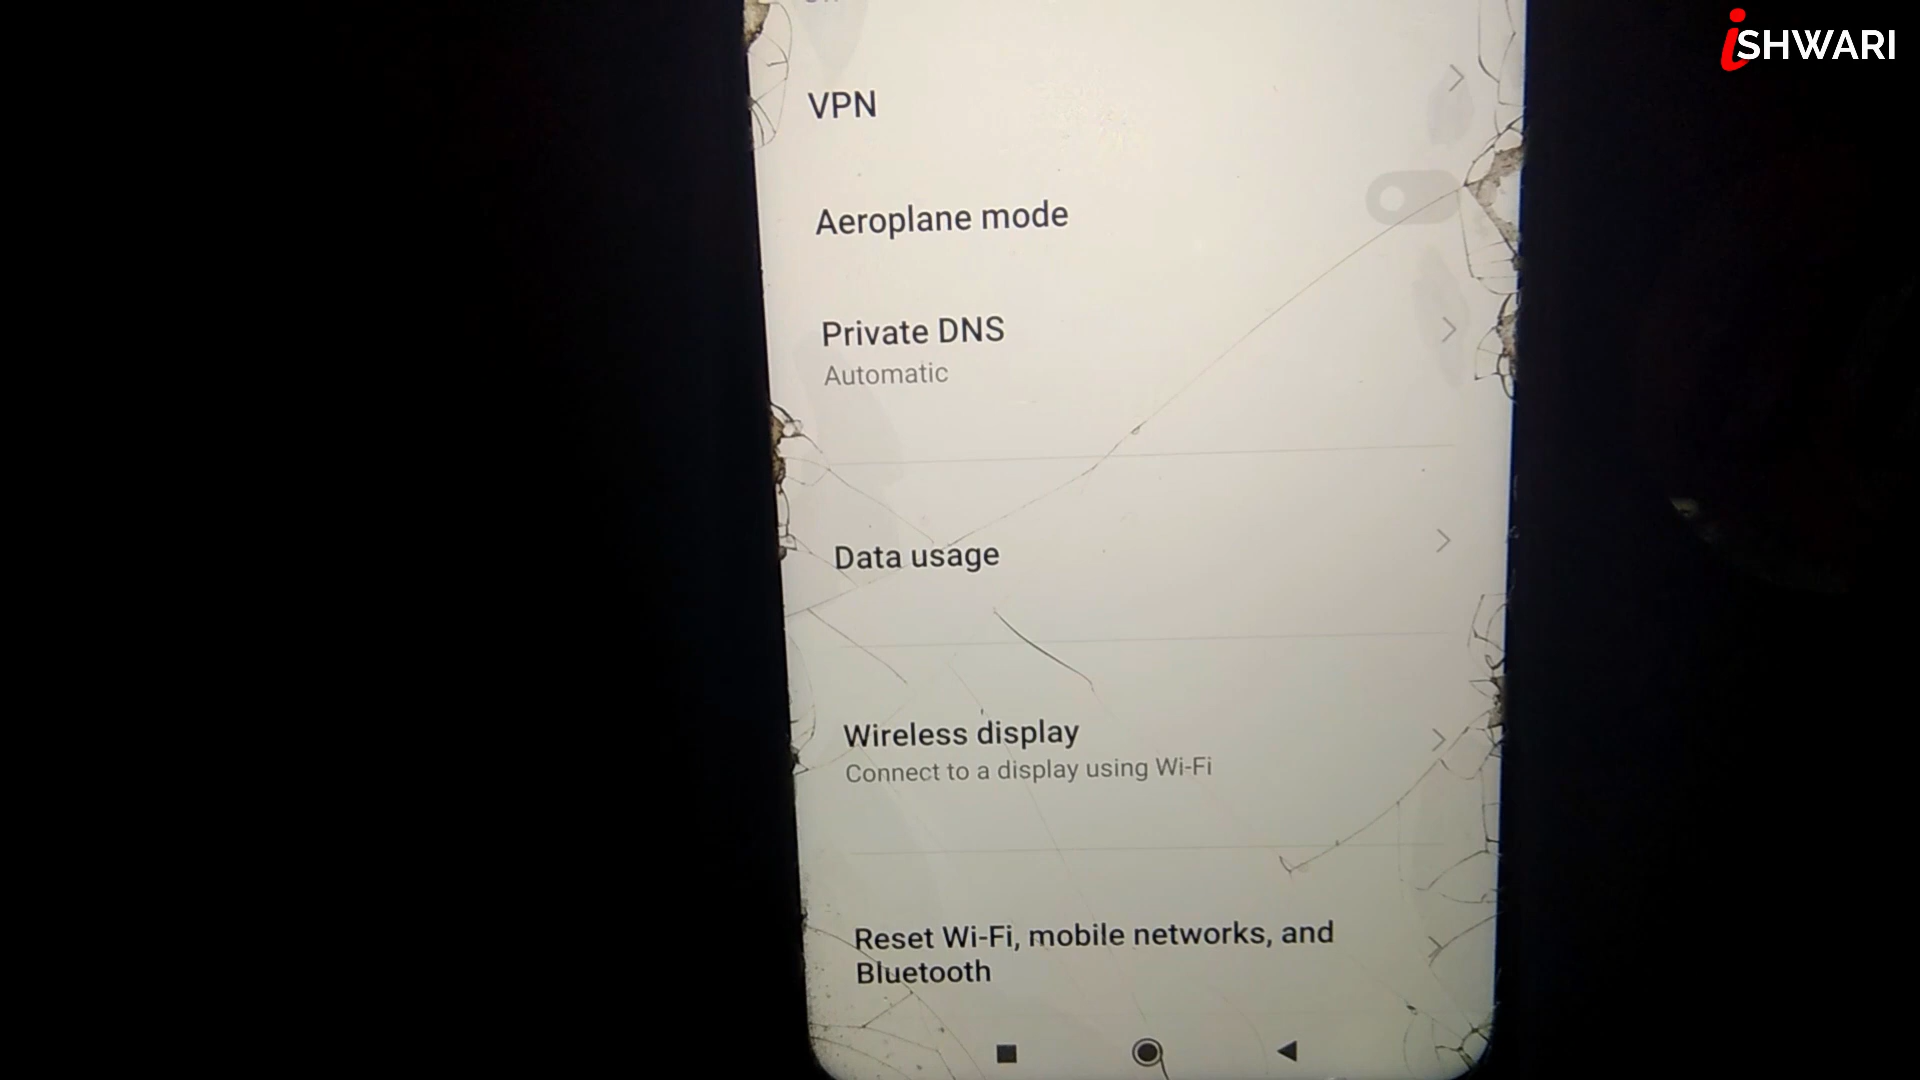 iSHWARI
VPN
Aeroplane mode
Private DNS
Automatic
Data usage
Wireless display
Connect to a display using Wi-Fi
Reset Wi-Fi, mobile networks, and
Bluetooth